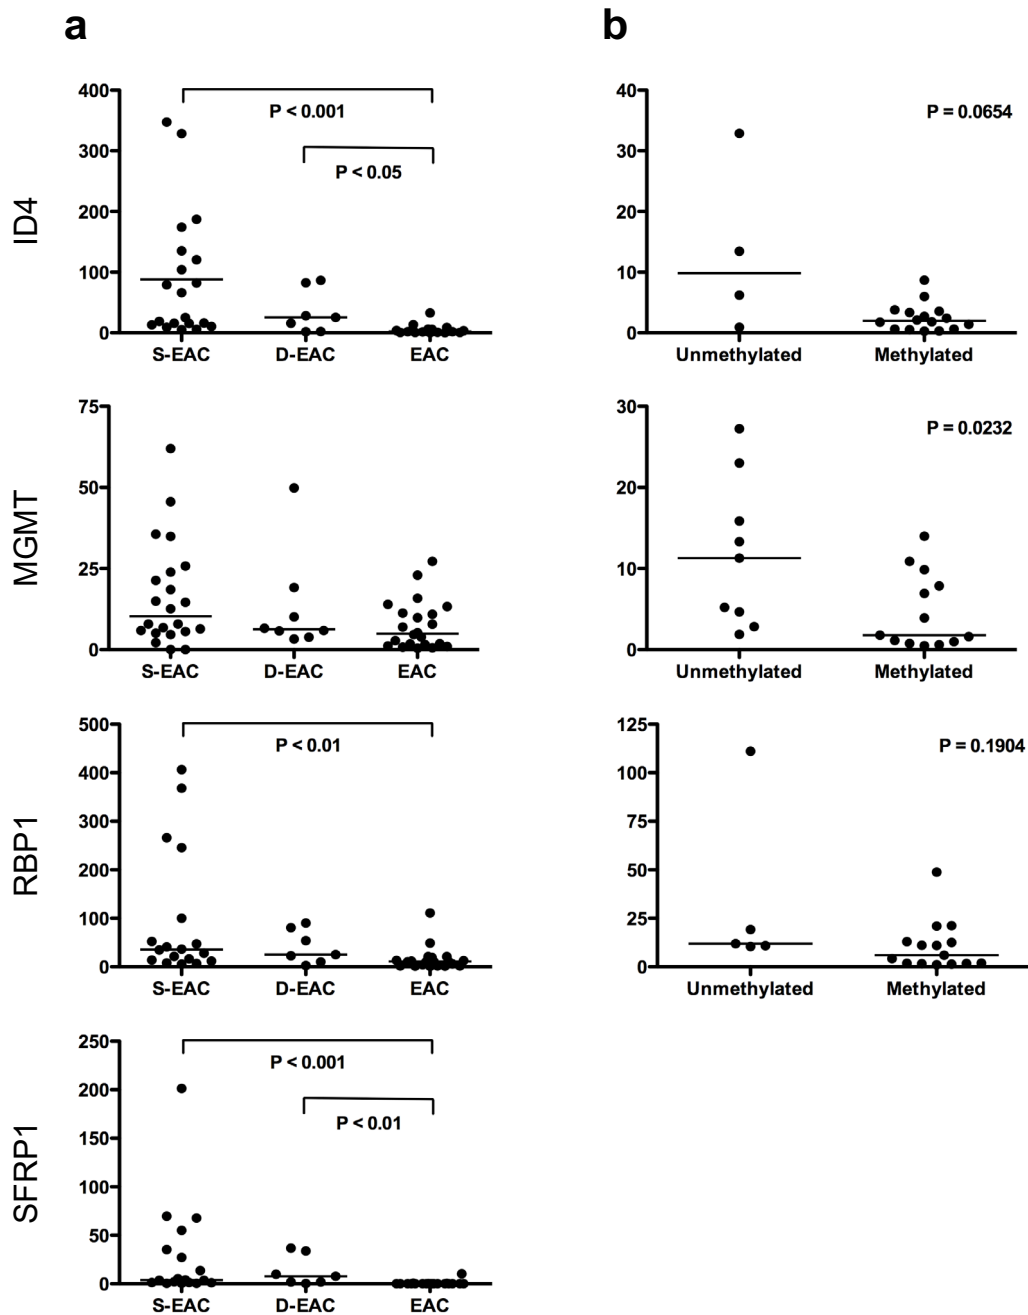 a
b
ID4
400
300
200
100
0
P < 0.001
P < 0.05
S-EAC
D-EAC
EAC
40
30
20
10
0
P = 0.0654
Unmethylated
Methylated
MGMT
75
50
25
0
S-EAC
D-EAC
EAC
30
20
10
0
P = 0.0232
Unmethylated
Methylated
RBP1
500
400
300
200
100
0
P < 0.01
S-EAC
D-EAC
EAC
125
100
75
50
25
0
P = 0.1904
Unmethylated
Methylated
SFRP1
250
200
150
100
50
0
P < 0.001
P < 0.01
S-EAC
D-EAC
EAC